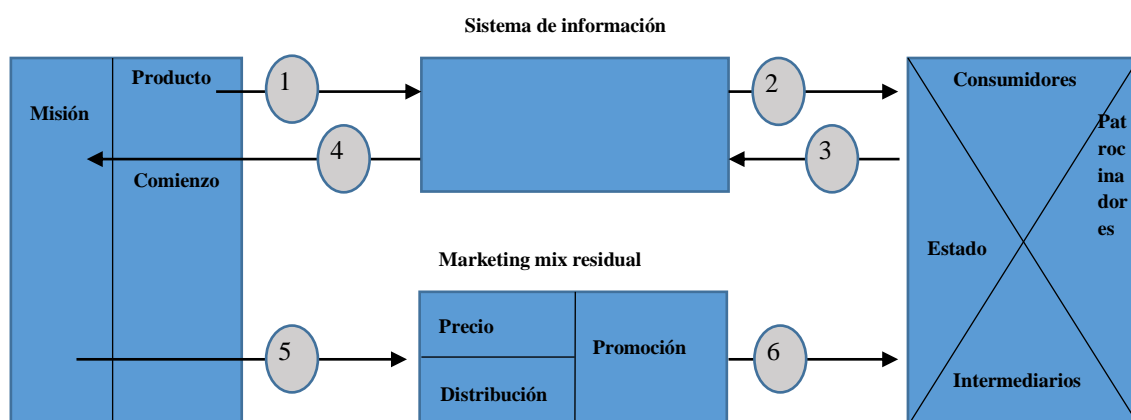 Sistema de información
Producto
1
2
Consumidores
Misión
Pat
roc
ina
dor
es
4
3
Comienzo
Estado
Marketing mix residual
Precio
5
Promoción
6
Distribución
Intermediarios